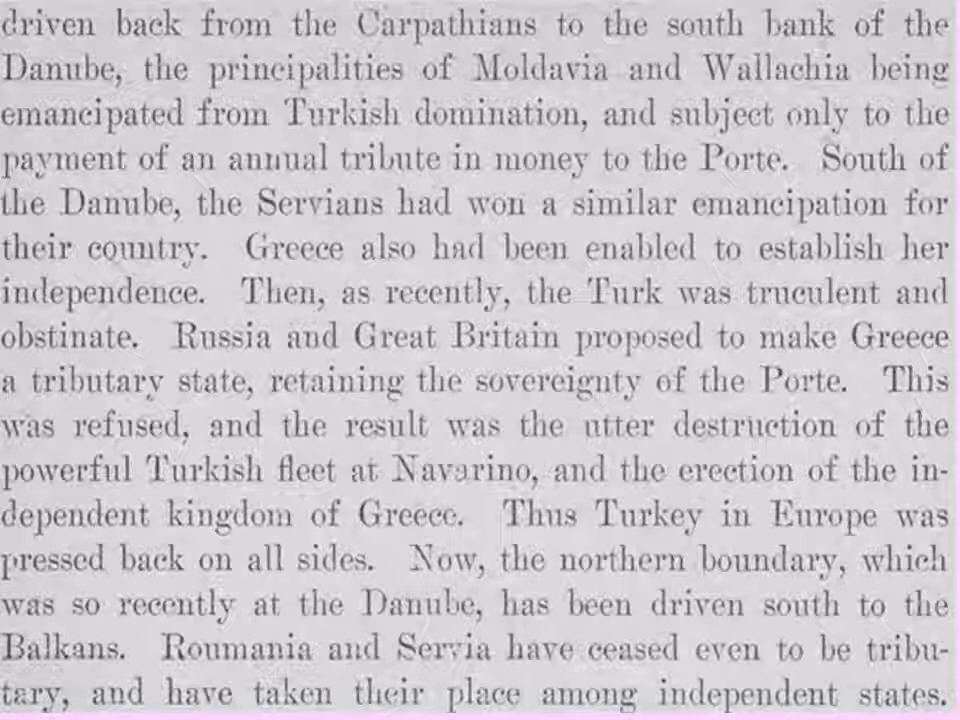 driven back from the Carpathians to the south bank of the
Danube, the principalities of Moldavia and Wallachia being
emancipated from Turkish domination, and subject only to the
payment of an annual tribute in money to the Porte. South of
the Danube, the Servians had won a similar emancipation for
their country. Greece also had been enabled to establish her
independence. Then, as recently, the Turk was truculent and
obstinate. Russia and Great Britain proposed to make Greece
a tributary state, retaining the sovereignty of the Porte. This
was refused, and the result was the utter destruction of the
powerful Turkish fleet at Navarino, and the erection of the in-
dependent kingdom of Greece. Thus Turkey in Europe was
pressed back on all sides. Now, the northern boundary, which
was so recently at the Danube, has been driven south to the
Balkans. Roumania and Servia have ceased even to be tribu-
tary, and have taken their place among independent states.